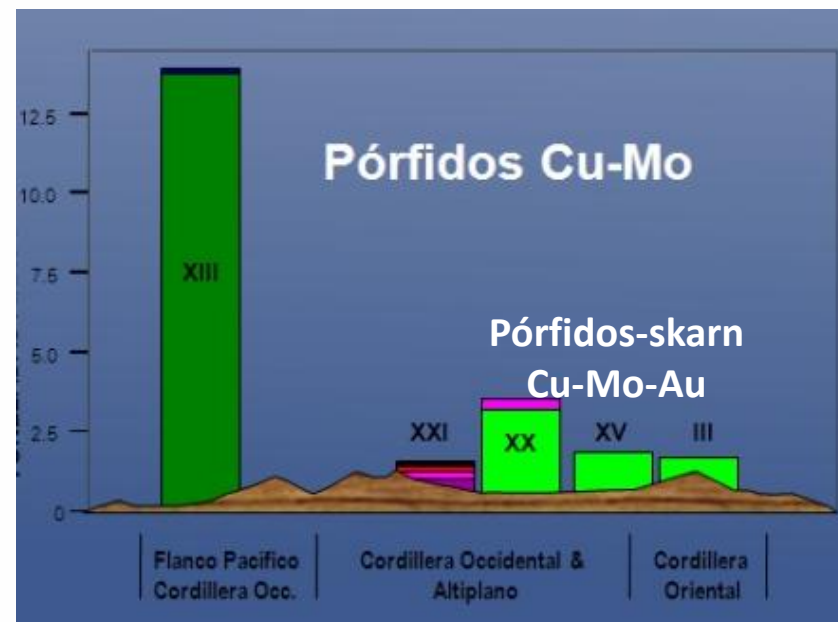 12.5
Pórfidos Cu-Mo
10.0
XIII
7.5
5.0
Pórfidos-skarn
Cu-Mo-Au
2.5
XXI
XX
XV
III
0
Flanco Pacífico
Cordillera Occ.
Cordillera Occidental &
Altiplano
Cordillera
Oriental